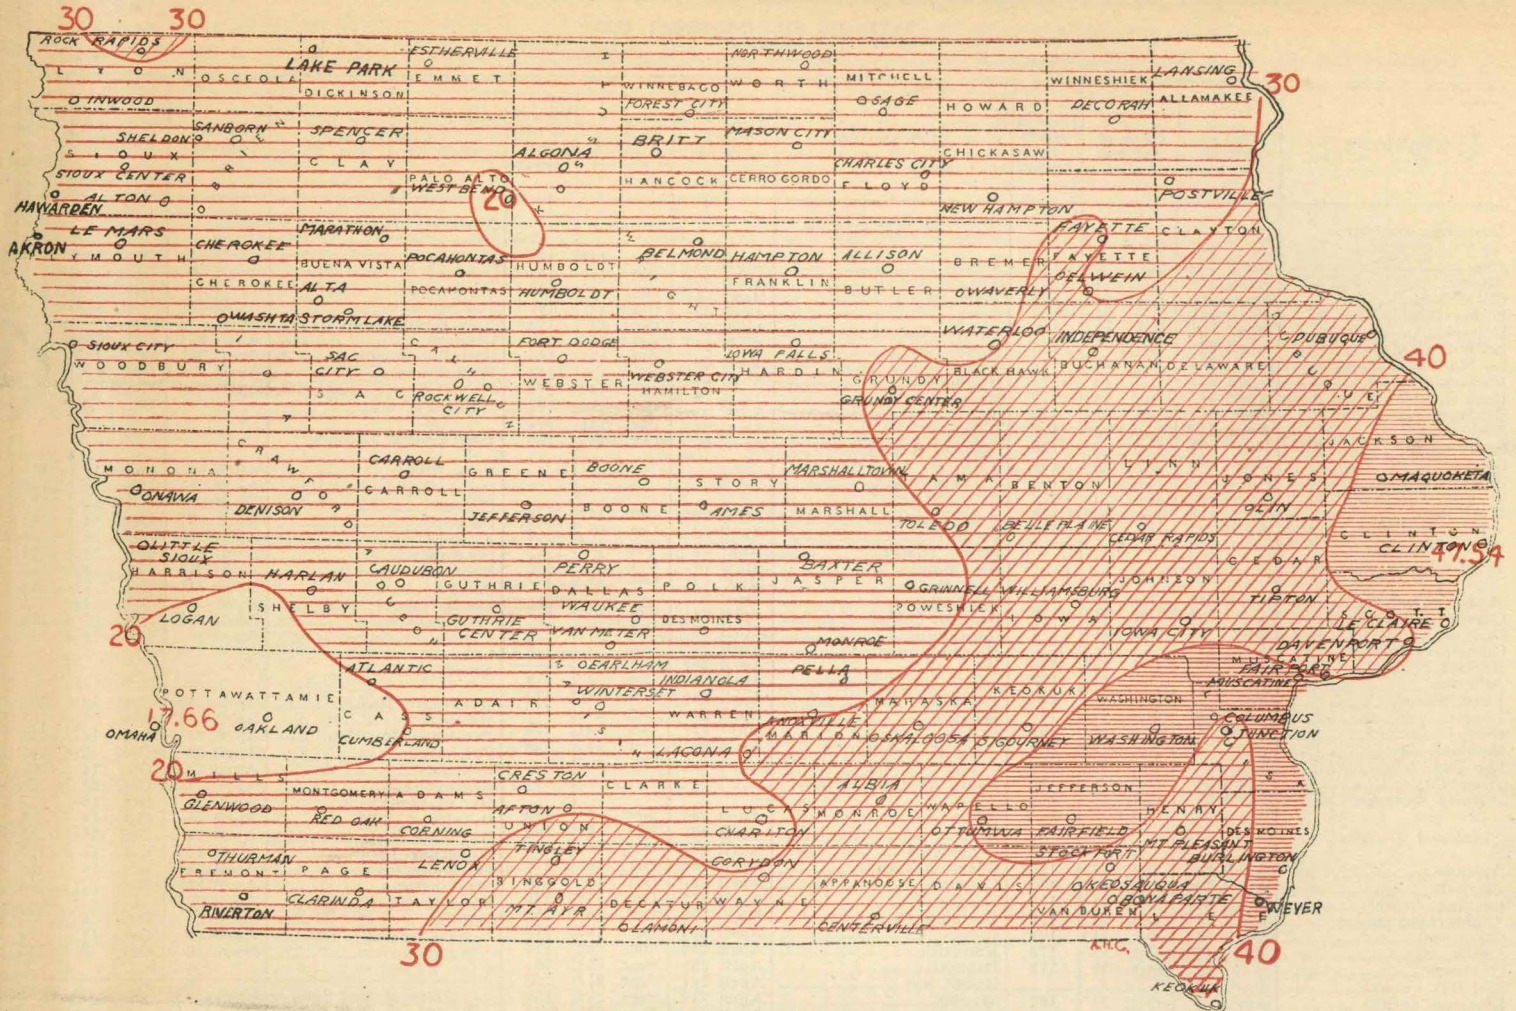 30 30
ROCK RAPIDS
LYON
OSCEOLA
LAKE PARK
DICKINSON
ESTHERVILLE
EMMET
WINNEBAGO
FOREST CITY
NORTHWOOD
WORTH
MITCHELL
OSAGE
HOWARD
WINNESHIEK
DECORAH
LANSING
ALLAMAKEE
30
INWOOD
SHELDON
SANBORN
SPENCER
CLAY
ALGONA
BRITT
HANCOCK
MASON CITY
CERRO GORDO
CHARLES CITY
FLOYD
CHICKASAW
NEW HAMPTON
POSTVILLE
SIOUX
SIOUX CENTER
ALTON
HAWARDEN
PALO ALTO
WEST BEND
20
AKRON
LE MARS
LYMOUTH
CHEROKEE
CHEROKEE
MARATHON
BUENA VISTA
ALTA
POCAHONTAS
POCAHONTAS
HUMBOLDT
HUMBOLDT
BELMOND
HAMPTON
FRANKLIN
ALLISON
BUTLER
BREMER
WAVERLY
FAYETTE
FAYETTE
OELWEIN
CLAYTON
WASHTA
STORM LAKE
SIOUX CITY
WOODBURY
SAC CITY
SAC
ROCKWELL CITY
FORT DODGE
WEBSTER
WEBSTER CITY
HAMILTON
IOWA FALLS
HARDIN
GRUNDY
GRUNDY CENTER
WATERLOO
BLACK HAWK
INDEPENDENCE
BUCHANAN
DELAWARE
DUBUQUE
40
MONONA
ONAWA
DENISON
CRAWFORD
CARROLL
CARROLL
GREENE
JEFFERSON
BOONE
BOONE
STORY
AMES
MARSHALLTOWN
MARSHALL
TAMA
TOLEDO
BENTON
BELLE PLAINE
LINN
CEDAR RAPIDS
JONES
OLIN
JACKSON
MAQUOKETA
CLINTON
CLINTON
47.54
LITTLE SIOUX
HARRISON
LOGAN
20
HARLAN
SHELBY
AUDUBON
GUTHRIE
GUTHRIE CENTER
PERRY
DALLAS
WAUKEE
VAN METER
POLK
DES MOINES
BAXTER
JASPER
MONROE
GRINNELL
POWESHIEK
WILLIAMSBURG
IOWA
JOHNSON
IOWA CITY
CEDAR
TIPTON
SCOTT
LE CLAIRE
DAVENPORT
MUSCATINE
FAIRPORT
MUSCATINE
POTTAWATTAMIE
17.66
OMAHA
OAKLAND
ATLANTIC
CASS
CUMBERLAND
ADAIR
EARLHAM
WINTERSET
INDIANOLA
WARREN
LACONA
PELLA
KNOXVILLE
MARION
MAHASKA
OSKALOOSA
KEOKUK
SIGOURNEY
WASHINGTON
WASHINGTON
COLUMBUS JUNCTION
20
MILLS
GLENWOOD
MONTGOMERY
RED OAK
ADAMS
CORNING
CRESTON
AFTON
UNION
CLARKE
LUCAS
CHARITON
ALBIA
MONROE
WAPELLO
OTTUMWA
JEFFERSON
FAIRFIELD
STOCKPORT
HENRY
MT PLEASANT
DES MOINES
BURLINGTON
THURMAN
FREMONT
RIVERTON
PAGE
CLARINDA
LENOX
TAYLOR
TINGLEY
RINGGOLD
MT. AYR
DECATUR
LAMONI
CORYDON
WAYNE
APPANOOSE
CENTERVILLE
DAVIS
KEOSAUQUA
BONAPARTE
VAN BUREN
LEE
WEVER
30
A.H.C.
40
KEOKUK